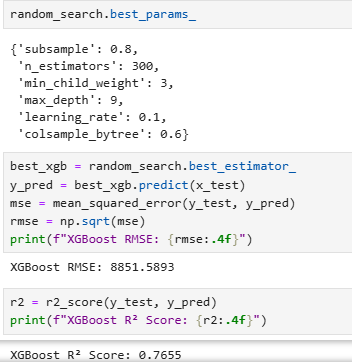 random_search.best_params_
{'subsample': 0.8,
 'n_estimators': 300,
 'min_child_weight': 3,
 'max_depth': 9,
 'learning_rate': 0.1,
 'colsample_bytree': 0.6}
best_xgb = random_search.best_estimator_
y_pred = best_xgb.predict(x_test)
mse = mean_squared_error(y_test, y_pred)
rmse = np.sqrt(mse)
print(f"XGBoost RMSE: {rmse:.4f}")
XGBoost RMSE: 8851.5893
r2 = r2_score(y_test, y_pred)
print(f"XGBoost R² Score: {r2:.4f}")
XGBoost R² Score: 0.7655